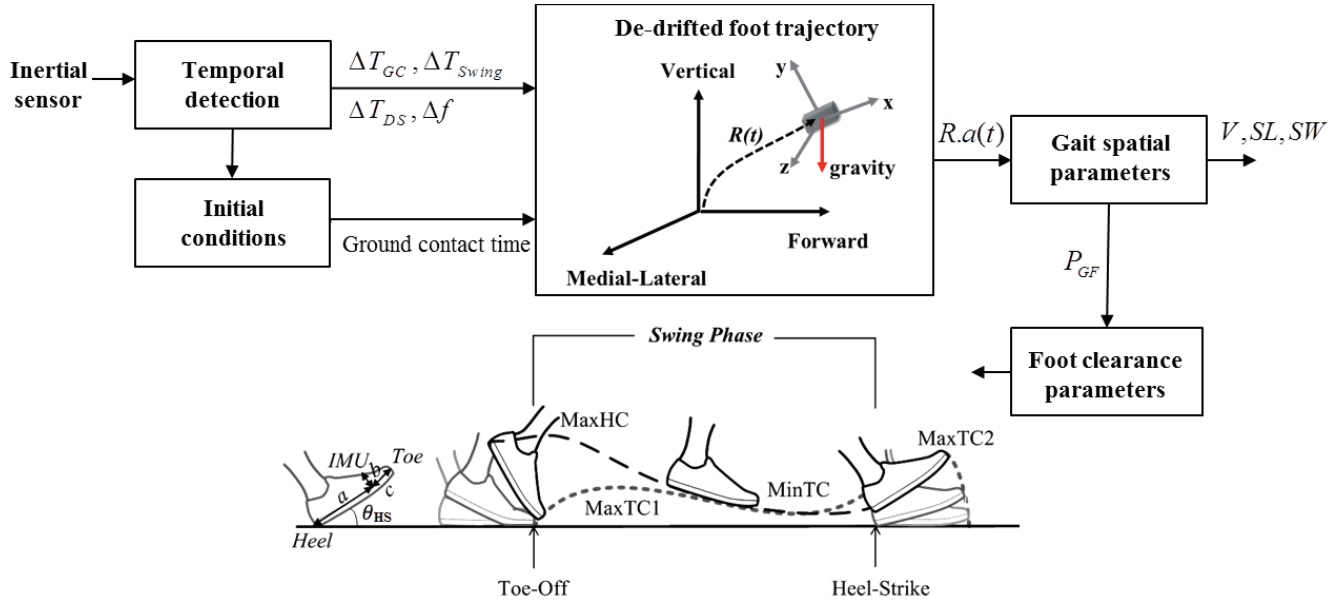 Inertial
sensor
Temporal
detection
ΔT_GC , ΔT_Swing
ΔT_DS , Δf
Initial
conditions
Ground contact time
De-drifted foot trajectory
Vertical
y
x
R(t)
z
gravity
Forward
Medial-Lateral
R.a(t)
Gait spatial
parameters
V, SL, SW
P_GF
Foot clearance
parameters
Swing Phase
MaxHC
MaxTC2
IMU
b
Toe
a
c
MinTC
MaxTC1
θ_HS
Heel
Toe-Off
Heel-Strike